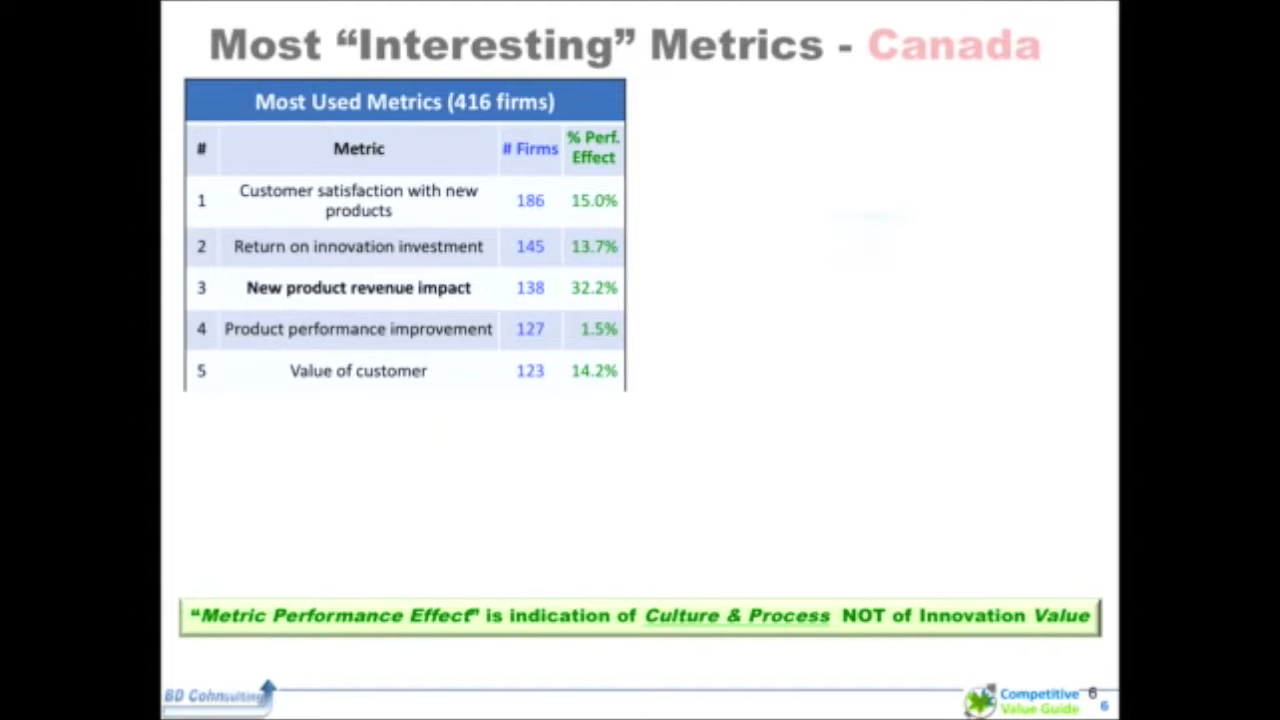 Most “Interesting” Metrics - Canada
Most Used Metrics (416 firms)
# Metric # Firms % Perf. Effect
1 Customer satisfaction with new products 186 15.0%
2 Return on innovation investment 145 13.7%
3 New product revenue impact 138 32.2%
4 Product performance improvement 127 1.5%
5 Value of customer 123 14.2%
“Metric Performance Effect” is indication of Culture & Process NOT of Innovation Value
BD Cohnsulting
Competitive 6
Value Guide 6